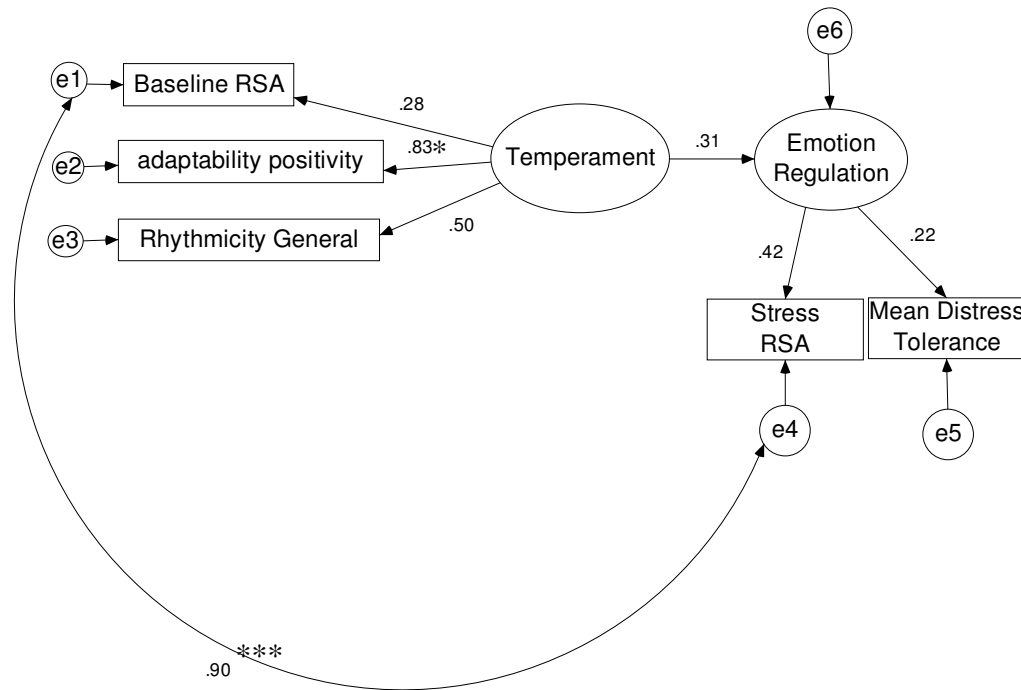 e6
e1
Baseline RSA
.28
e2
adaptability positivity
.83*
Temperament
.31
Emotion
Regulation
e3
Rhythmicity General
.50
.42
.22
Stress
RSA
Mean Distress
Tolerance
e4
e5
***
.90